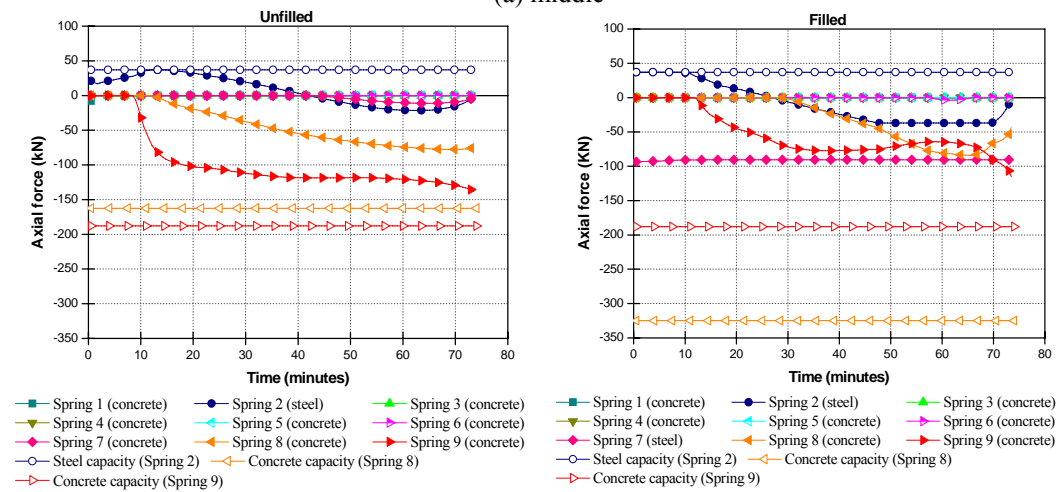 (a) middle
Unfilled
Axial force (kN)
100
50
0
-50
-100
-150
-200
-250
-300
-350
0 10 20 30 40 50 60 70 80
Time (minutes)
Spring 1 (concrete) Spring 2 (steel) Spring 3 (concrete)
Spring 4 (concrete) Spring 5 (concrete) Spring 6 (concrete)
Spring 7 (concrete) Spring 8 (concrete) Spring 9 (concrete)
Steel capacity (Spring 2) Concrete capacity (Spring 8)
Concrete capacity (Spring 9)
Filled
Axial force (kN)
100
50
0
-50
-100
-150
-200
-250
-300
-350
0 10 20 30 40 50 60 70 80
Time (minutes)
Spring 1 (concrete) Spring 2 (steel) Spring 3 (concrete)
Spring 4 (concrete) Spring 5 (concrete) Spring 6 (concrete)
Spring 7 (steel) Spring 8 (concrete) Spring 9 (concrete)
Steel capacity (Spring 2) Concrete capacity (Spring 8)
Concrete capacity (Spring 9)